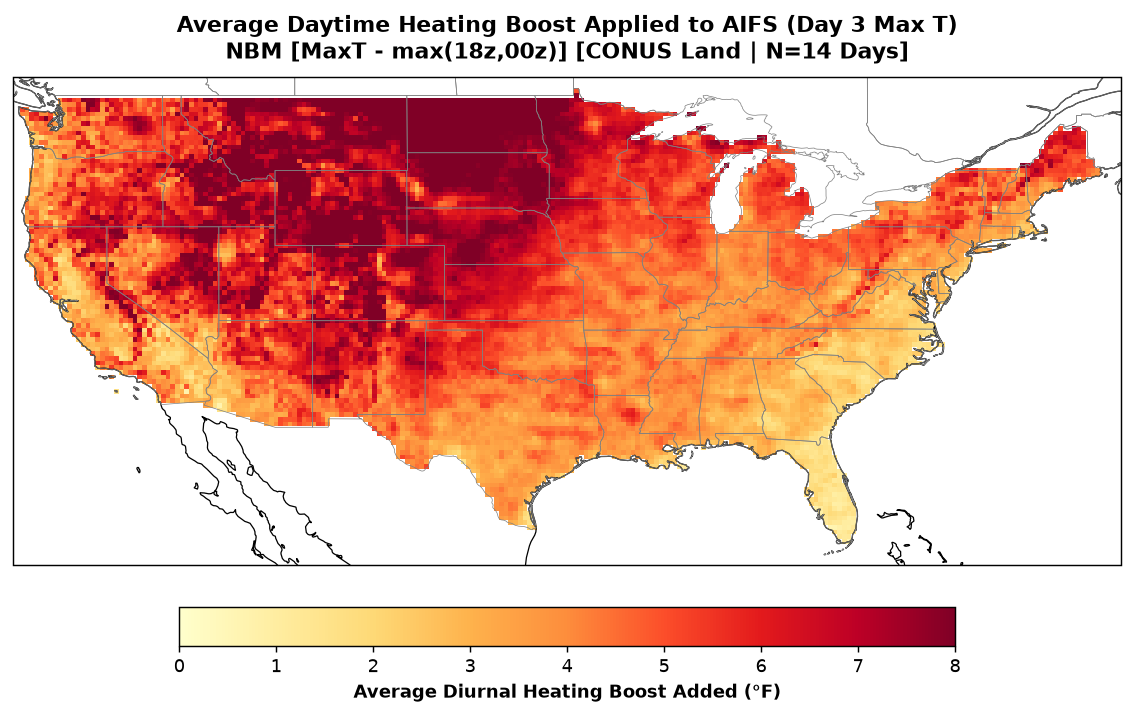 Average Daytime Heating Boost Applied to AIFS (Day 3 Max T)
NBM [MaxT - max(18z,00z)] [CONUS Land | N=14 Days]
0 1 2 3 4 5 6 7 8
Average Diurnal Heating Boost Added (°F)